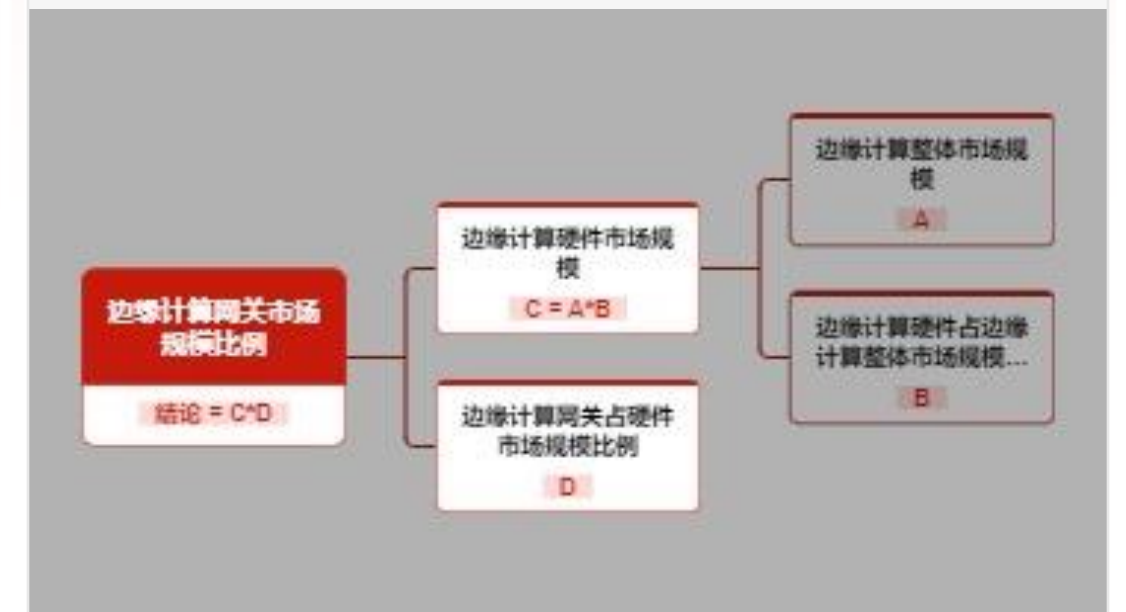 边缘计算网关市场
规模比例
结论 = C*D
边缘计算硬件市场规
模
C = A*B
边缘计算网关占硬件
市场规模比例
D
边缘计算整体市场规
模
A
边缘计算硬件占边缘
计算整体市场规模...
B